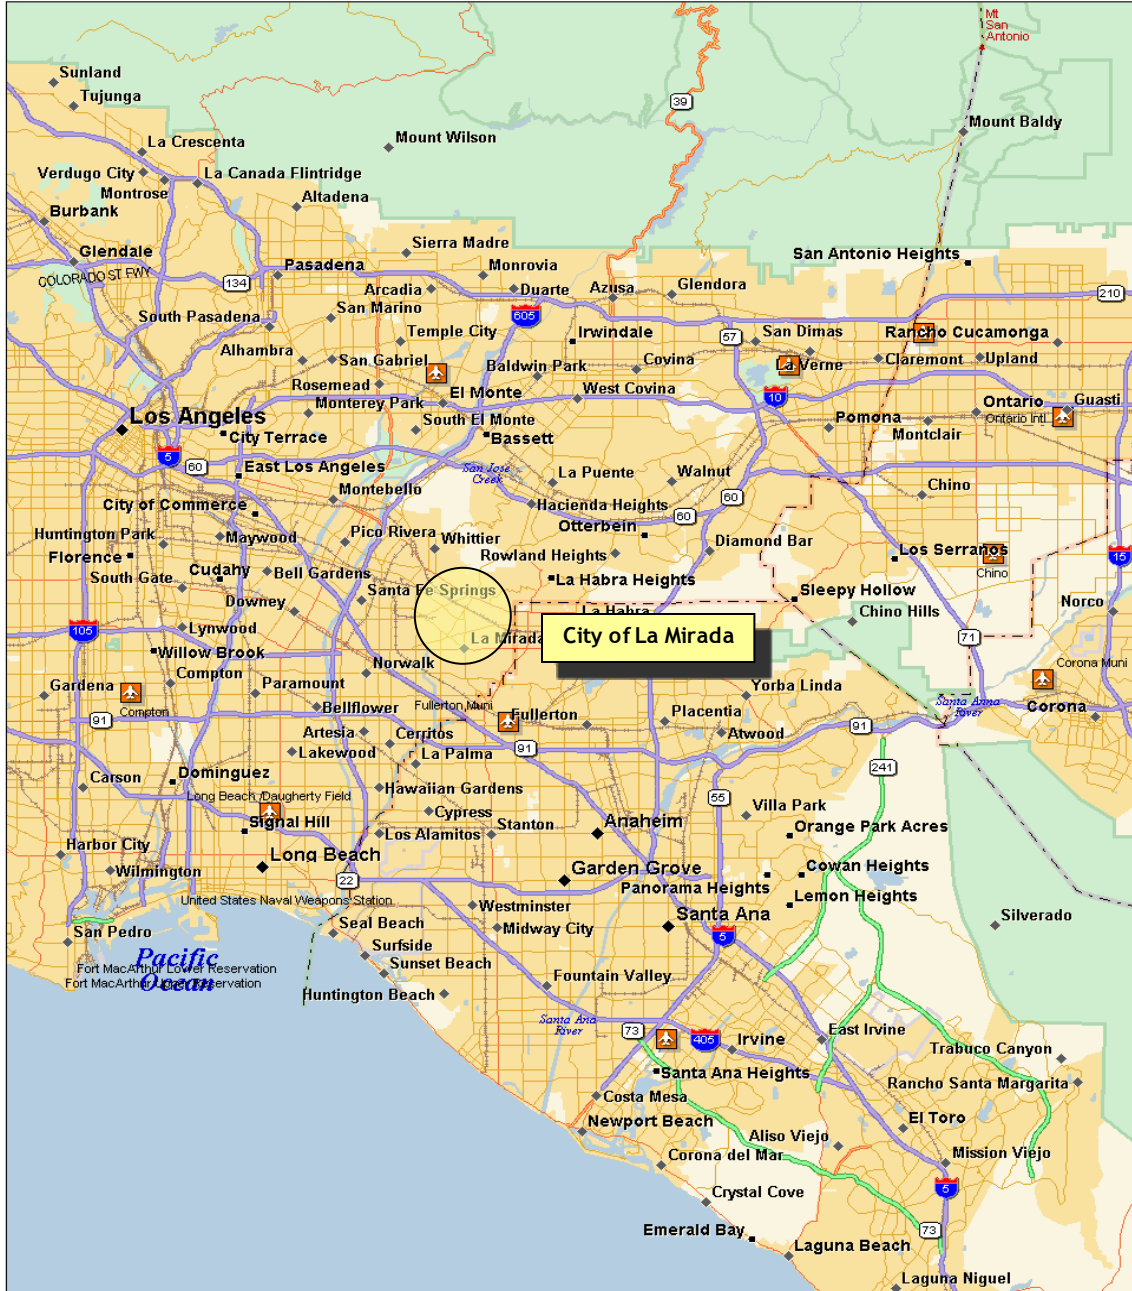 Mt
San
Antonio
Sunland
Tujunga
39
Mount Baldy
La Crescenta
Mount Wilson
Verdugo City
La Canada Flintridge
Montrose
Altadena
Burbank
Glendale
Sierra Madre
San Antonio Heights
COLORADO ST FWY
134
Pasadena
Monrovia
Arcadia
Duarte
Azusa
Glendora
210
San Marino
South Pasadena
605
Temple City
Irwindale
57
San Dimas
Rancho Cucamonga
Alhambra
San Gabriel
Baldwin Park
Covina
La Verne
Claremont
Upland
Rosemead
El Monte
West Covina
10
Monterey Park
Ontario
Guasti
Los Angeles
South El Monte
Pomona
Ontario Intl.
City Terrace
Bassett
Montclair
5
60
East Los Angeles
San Jose
Creek
La Puente
Walnut
Montebello
Chino
City of Commerce
Hacienda Heights
60
60
Otterbein
Huntington Park
Maywood
Pico Rivera
Whittier
Diamond Bar
Florence
Rowland Heights
Los Serranos
15
South Gate
Cudahy
Bell Gardens
La Habra Heights
Chino
Downey
Santa Fe Springs
Sleepy Hollow
La Habra
Chino Hills
Norco
105
Lynwood
La Mirada
City of La Mirada
71
Willow Brook
Norwalk
Corona Muni
Gardena
Compton
Paramount
Yorba Linda
Compton
Bellflower
Fullerton Muni
Fullerton
Placentia
Santa Anna
River
Corona
91
Artesia
Cerritos
91
Atwood
91
Lakewood
La Palma
241
Carson
Dominguez
Hawaiian Gardens
55
Villa Park
Long Beach /Daugherty Field
Signal Hill
Cypress
Los Alamitos
Stanton
Anaheim
Orange Park Acres
Harbor City
Long Beach
Garden Grove
Cowan Heights
Wilmington
22
Panorama Heights
Lemon Heights
United States Naval Weapons Station
Westminster
Santa Ana
Silverado
San Pedro
Seal Beach
Midway City
5
Pacific
Ocean
Surfside
Fort MacArthur Lower Reservation
Sunset Beach
Fort MacArthur Upper Reservation
Fountain Valley
Huntington Beach
Santa Ana
River
73
405
Irvine
East Irvine
Trabuco Canyon
Santa Ana Heights
Rancho Santa Margarita
Costa Mesa
Newport Beach
El Toro
Aliso Viejo
Corona del Mar
Mission Viejo
Crystal Cove
5
Emerald Bay
73
Laguna Beach
Laguna Niguel